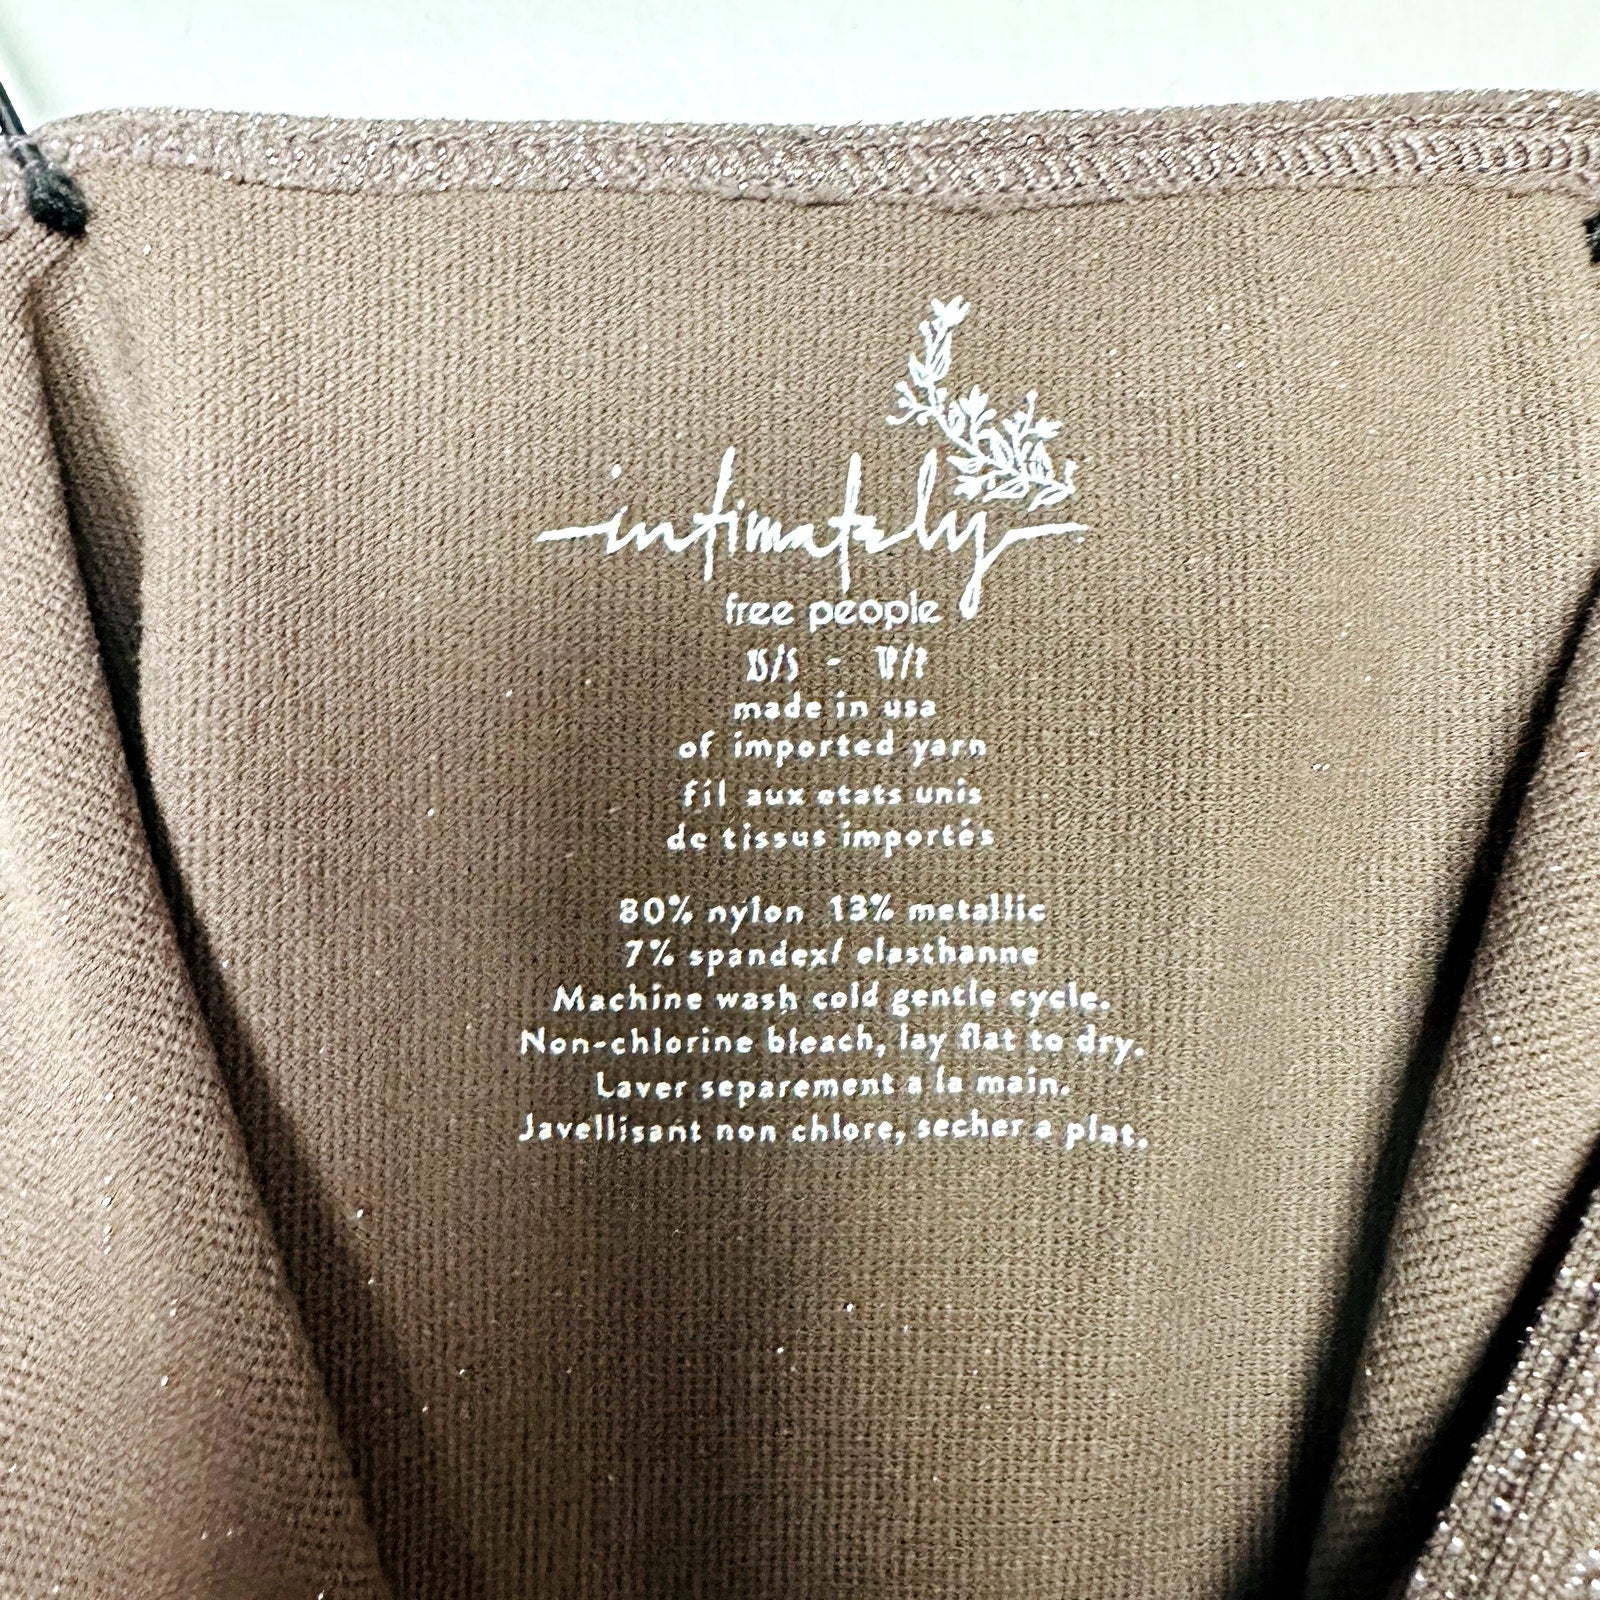 intimately
free people
XS/S - TP/P
made in usa
of imported yarn
fil aux etats unis
de tissus importés
80% nylon 13% metallic
7% spandex/ elasthanne
Machine wash cold gentle cycle.
Non-chlorine bleach, lay flat to dry.
Laver separement a la main.
Javellisant non chlore, secher a plat.